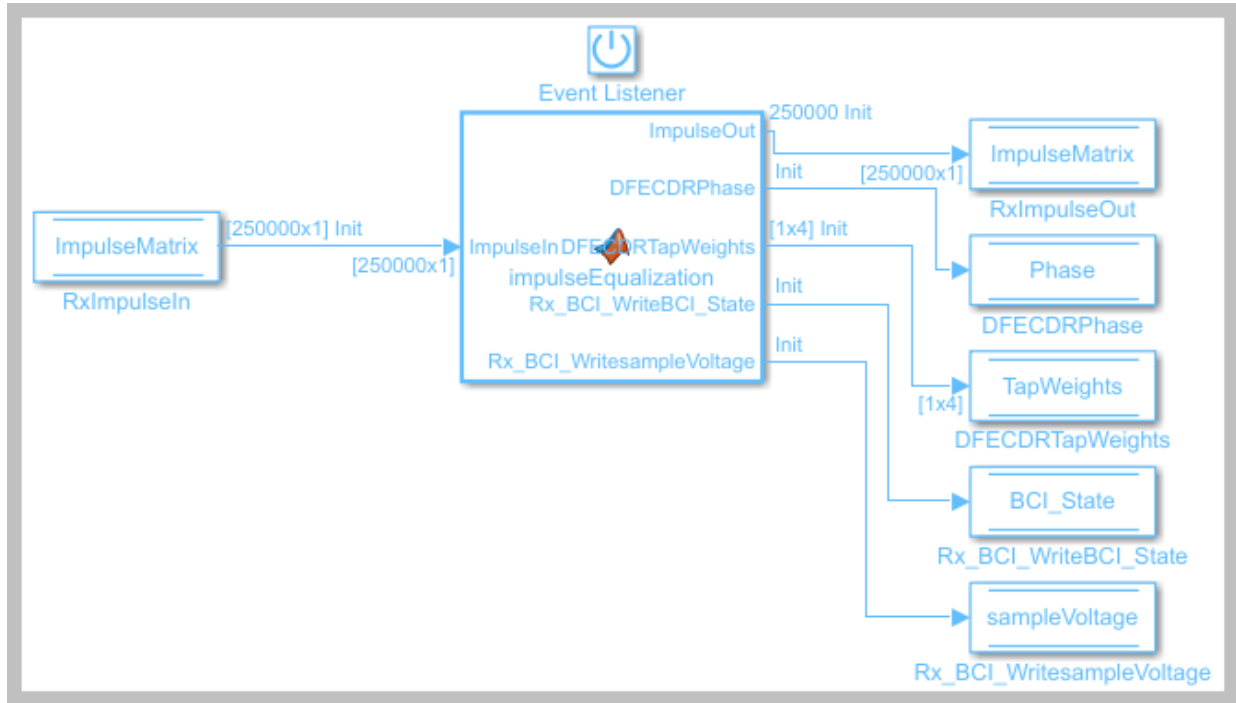 Event Listener
ImpulseMatrix
RxImpulseIn
[250000x1] Init
[250000x1]
ImpulseIn
impulseEqualization
ImpulseOut
DFECDRPhase
DFECDRTapWeights
Rx_BCI_WriteBCI_State
Rx_BCI_WritesampleVoltage
250000 Init
[250000x1]
Init
[1x4] Init
Init
Init
ImpulseMatrix
RxImpulseOut
Phase
DFECDRPhase
[1x4]
TapWeights
DFECDRTapWeights
BCI_State
Rx_BCI_WriteBCI_State
sampleVoltage
Rx_BCI_WritesampleVoltage